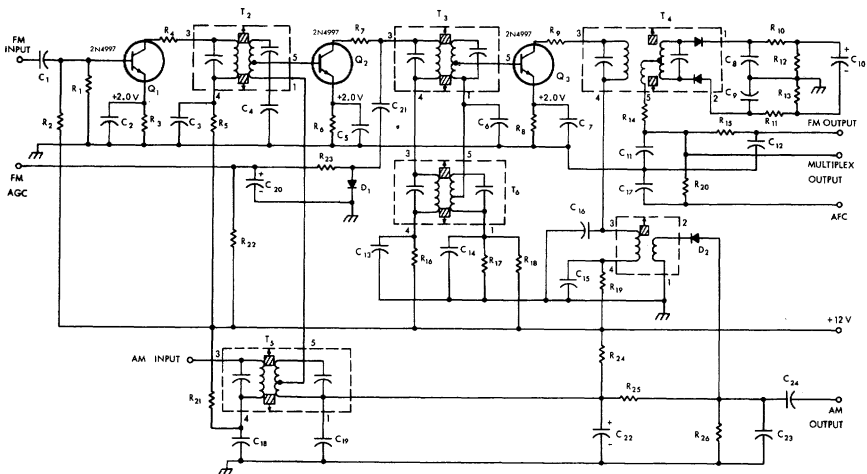 T2
T3
T4
FM INPUT
C1
2N4997
Q1
R4
3
5
4
1
2N4997
Q2
R7
3
5
4
1
R9
Q3
3
4
5
1
2
R10
R12
C8
C9
R13
R11
C10
R1
R2
+2.0 V
C2
R3
C3
R5
C4
+2.0 V
R6
C5
C21
C6
+2.0 V
R8
C7
R14
R15
FM OUTPUT
C11
C12
MULTIPLEX OUTPUT
C17
R20
AFC
FM AGC
R23
C20
D1
3
5
T6
4
1
R22
C13
R16
C14
R17
R18
C16
3
2
D2
C15
4
R19
1
+12 V
T5
AM INPUT
3
5
4
1
R21
C18
C19
R24
R25
C22
R26
C23
C24
AM OUTPUT